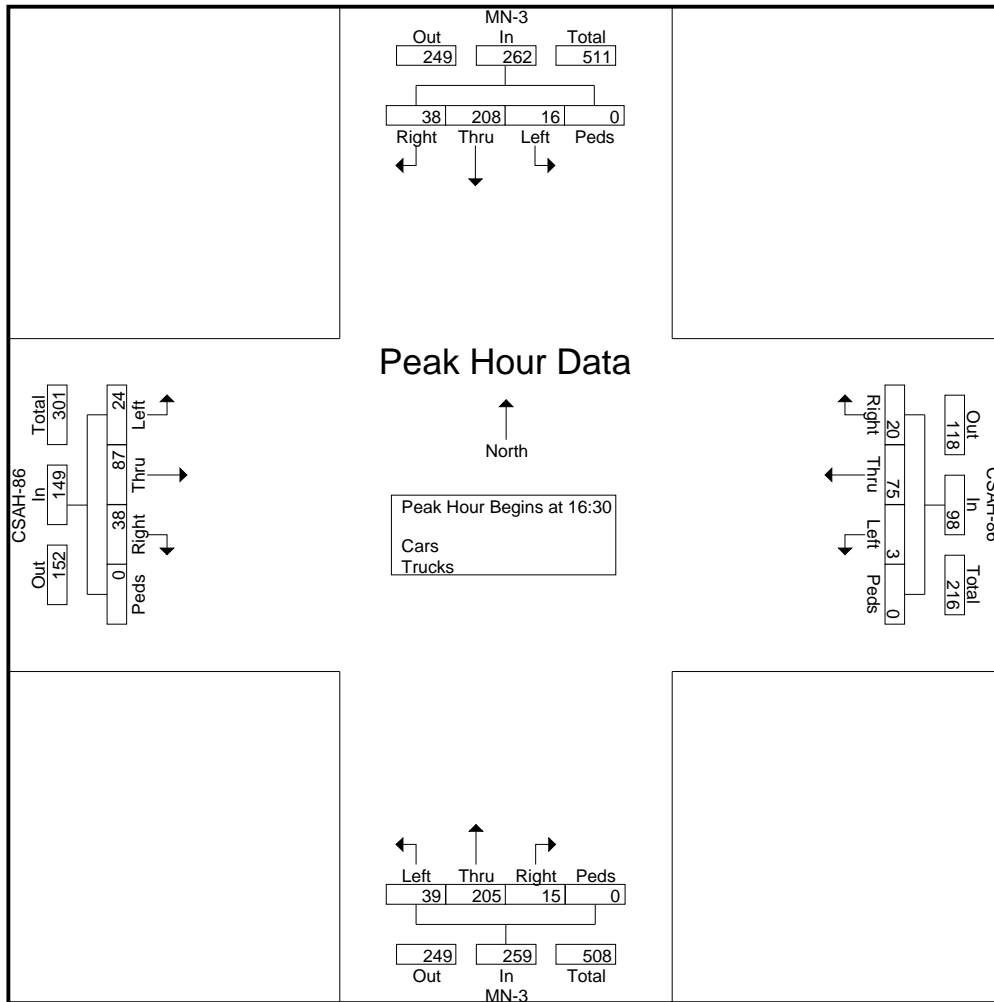 MN-3
Out In Total
249 262 511
38 208 16 0
Right Thru Left Peds
Peak Hour Data
North
Peak Hour Begins at 16:30
Cars
Trucks
CSAH-86
Total In Out
301 149 152
24 87 38 0
Left Thru Right Peds
CSAH-86
Out In Total
118 98 216
20 75 3 0
Right Thru Left Peds
Left Thru Right Peds
39 205 15 0
249 259 508
Out In Total
MN-3